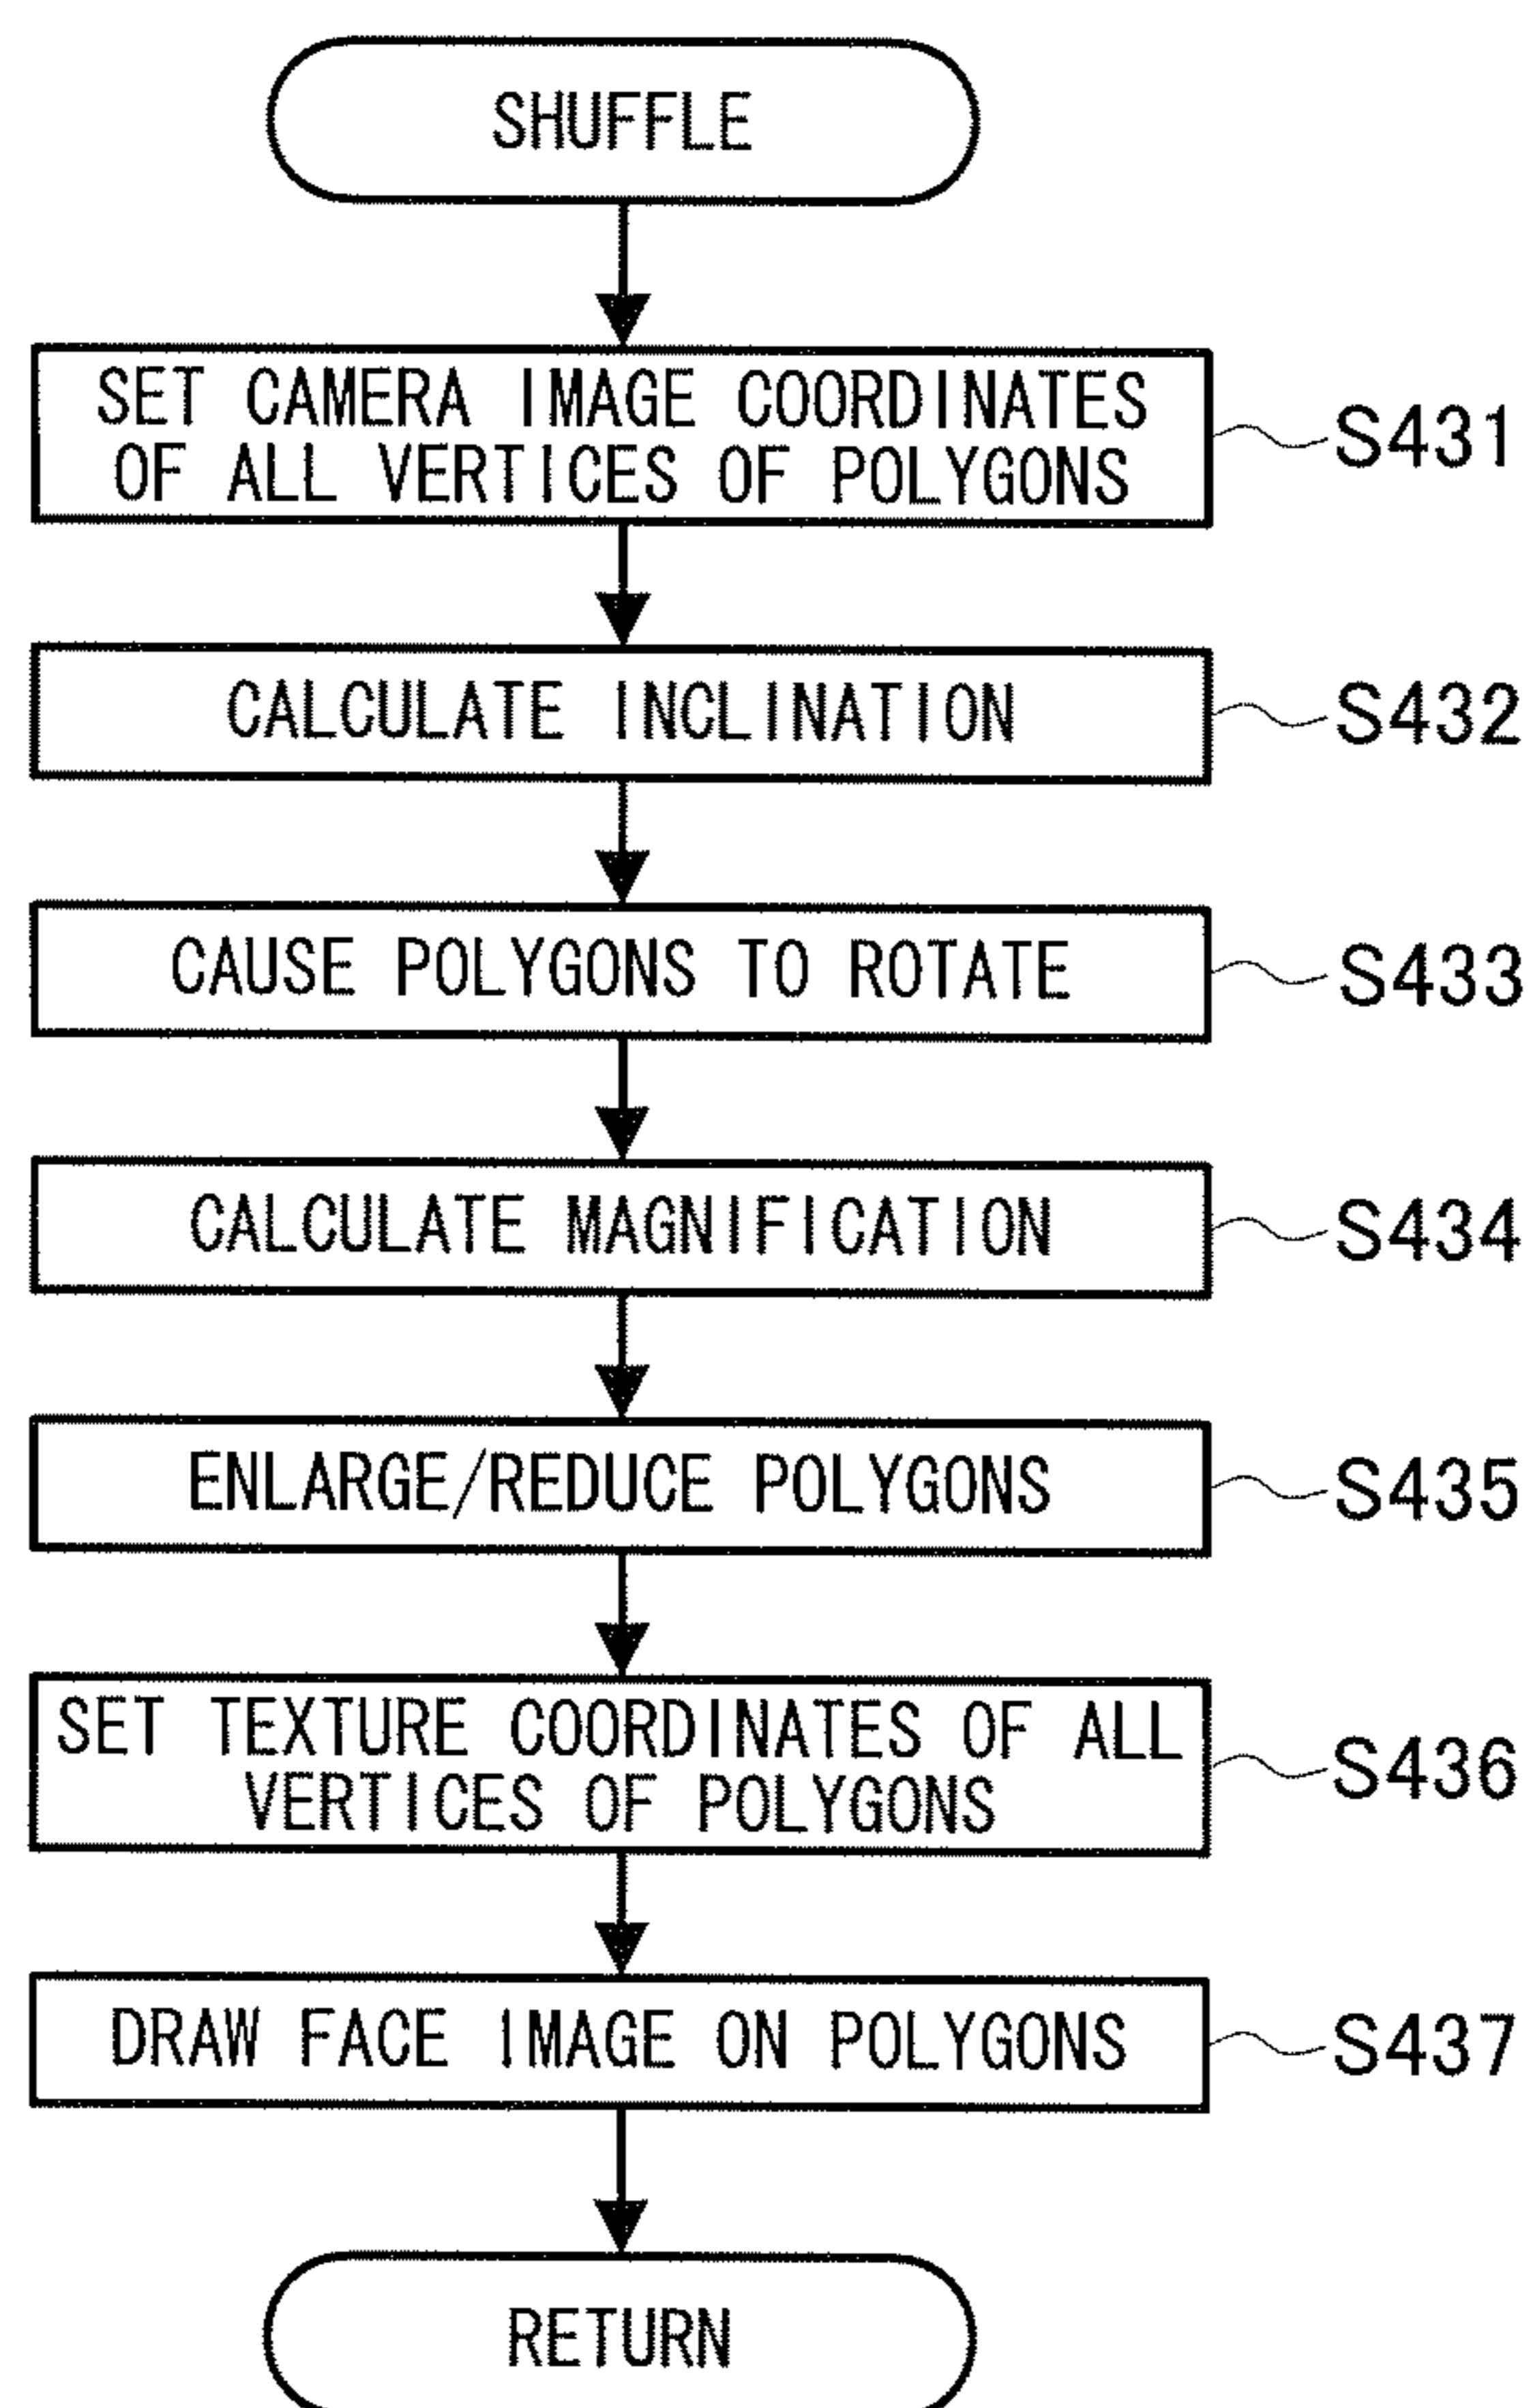 SHUFFLE
SET CAMERA IMAGE COORDINATES
OF ALL VERTICES OF POLYGONS
S431
CALCULATE INCLINATION
S432
CAUSE POLYGONS TO ROTATE
S433
CALCULATE MAGNIFICATION
S434
ENLARGE/REDUCE POLYGONS
S435
SET TEXTURE COORDINATES OF ALL
VERTICES OF POLYGONS
S436
DRAW FACE IMAGE ON POLYGONS
S437
RETURN